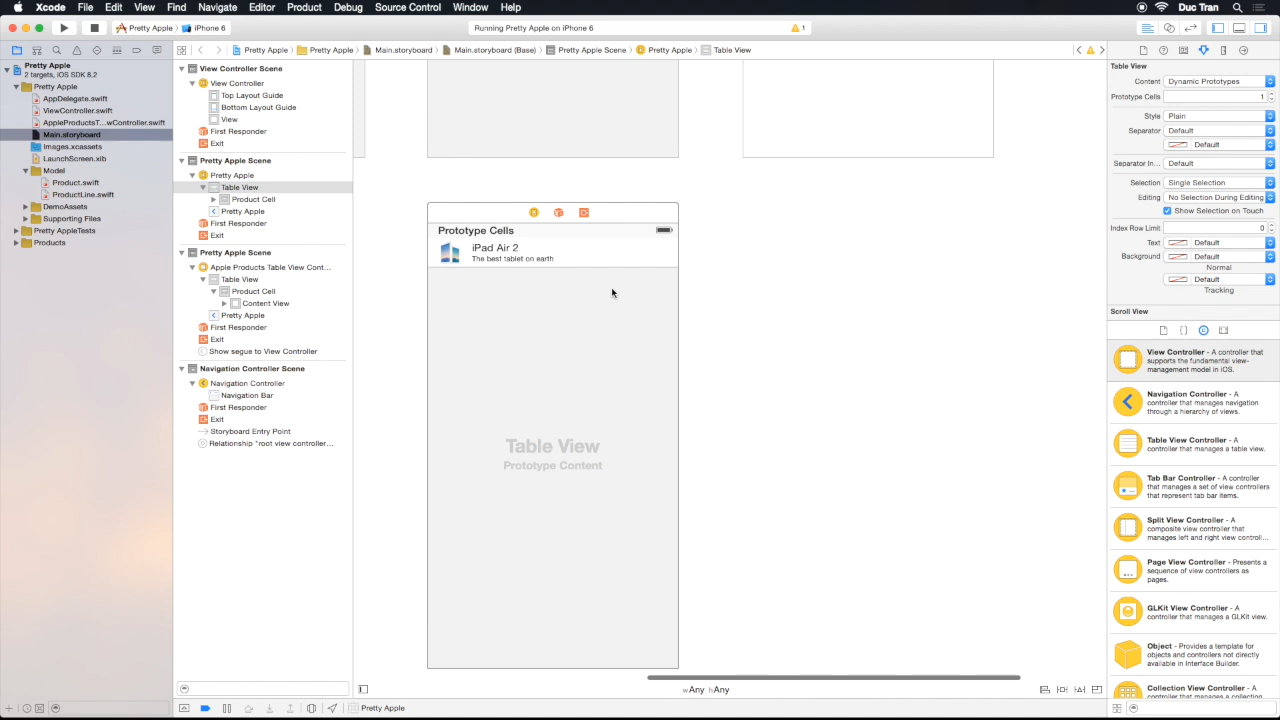 Xcode File Edit View Find Navigate Editor Product Debug Source Control Window Help Duc Tran
Pretty Apple iPhone 6 Running Pretty Apple on iPhone 6 1
Pretty Apple Pretty Apple Main.storyboard Main.storyboard (Base) Pretty Apple Scene Pretty Apple Table View
Pretty Apple
2 targets, iOS SDK 8.2
Pretty Apple
AppDelegate.swift
ViewController.swift
AppleProductsT...wController.swift
Main.storyboard
Images.xcassets
LaunchScreen.xib
Model
Product.swift
ProductLine.swift
DemoAssets
Supporting Files
Pretty AppleTests
Products
View Controller Scene
View Controller
Top Layout Guide
Bottom Layout Guide
View
First Responder
Exit
Pretty Apple Scene
Pretty Apple
Table View
Product Cell
Pretty Apple
First Responder
Exit
Pretty Apple Scene
Apple Products Table View Cont...
Table View
Product Cell
Content View
Pretty Apple
First Responder
Exit
Show segue to View Controller
Navigation Controller Scene
Navigation Controller
Navigation Bar
First Responder
Exit
Storyboard Entry Point
Relationship "root view controller...
Prototype Cells
iPad Air 2
The best tablet on earth
Table View
Prototype Content
wAny hAny
Pretty Apple
Table View
Content Dynamic Prototypes
Prototype Cells 1
Style Plain
Separator Default
Default
Separator In... Default
Selection Single Selection
Editing No Selection During Editing
Show Selection on Touch
Index Row Limit 0
Text Default
Background Default
Normal
Default
Tracking
Scroll View
View Controller - A controller that
supports the fundamental view-
management model in iOS.
Navigation Controller - A
controller that manages navigation
through a hierarchy of views.
Table View Controller - A
controller that manages a table view.
Tab Bar Controller - A controller
that manages a set of view controllers
that represent tab bar items.
Split View Controller - A
composite view controller that
manages left and right view controll...
Page View Controller - Presents a
sequence of view controllers as
pages.
GLKit View Controller - A
controller that manages a GLKit view.
Object - Provides a template for
objects and controllers not directly
available in Interface Builder.
Collection View Controller - A